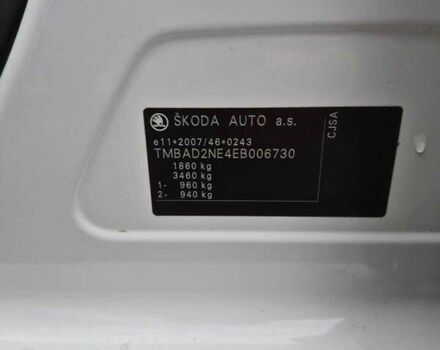 ŠKODA AUTO a.s.
e11*2007/46*0243
TMBAD2NE4EB006730
1860 kg
3460 kg
1- 960 kg
2- 940 kg
CJSA